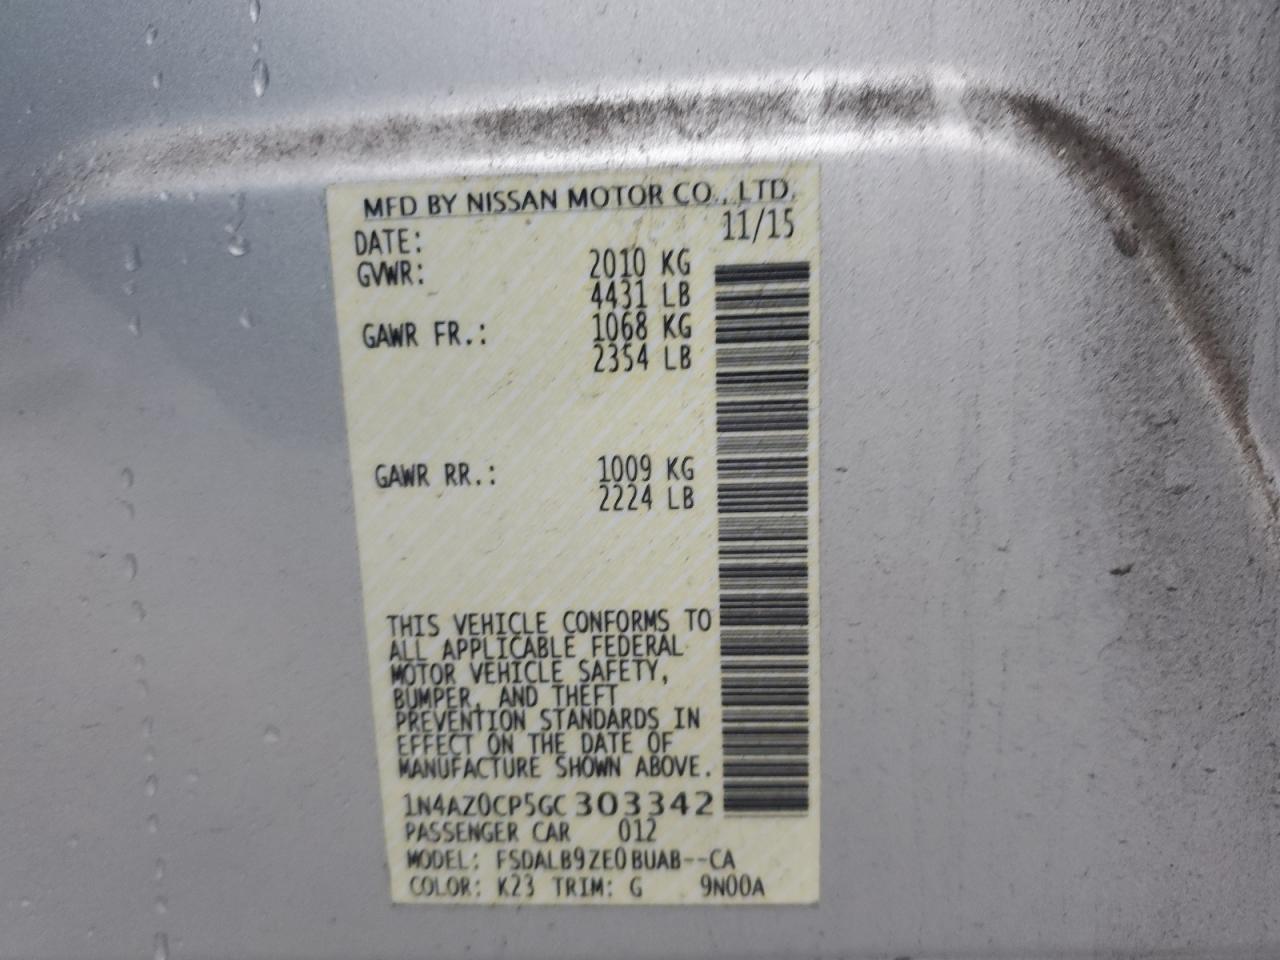 MFD BY NISSAN MOTOR CO., LTD.
DATE: 11/15
GVWR: 2010 KG
4431 LB
GAWR FR.: 1068 KG
2354 LB
GAWR RR.: 1009 KG
2224 LB
THIS VEHICLE CONFORMS TO
ALL APPLICABLE FEDERAL
MOTOR VEHICLE SAFETY,
BUMPER, AND THEFT
PREVENTION STANDARDS IN
EFFECT ON THE DATE OF
MANUFACTURE SHOWN ABOVE.
1N4AZ0CP5GC303342
PASSENGER CAR 012
MODEL: FSDALB9ZE0BUAB--CA
COLOR: K23 TRIM: G 9N00A